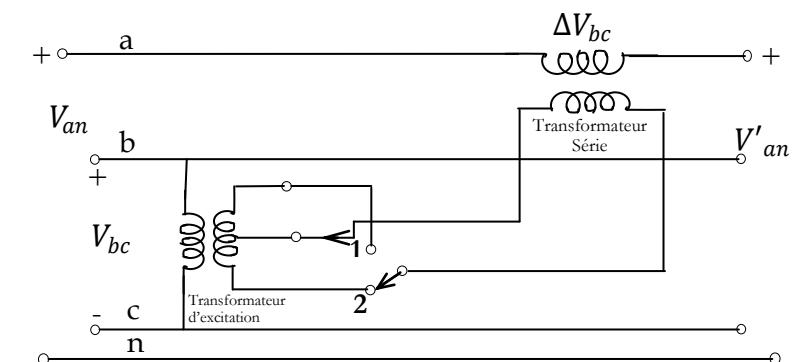 ΔV_bc
a
+ +
V_an
Transformateur
Série
b
V'_an
+
V_bc
1
Transformateur
d'excitation
2
- c
n